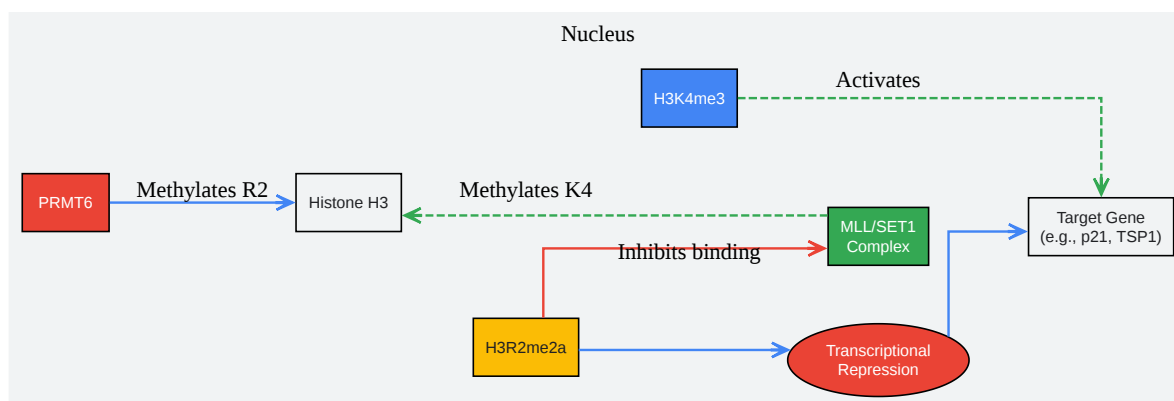 Nucleus
Activates
H3K4me3
Methylates R2
Methylates K4
PRMT6
Histone H3
MLL/SET1
Complex
Target Gene
(e.g., p21, TSP1)
Inhibits binding
H3R2me2a
Transcriptional
Repression